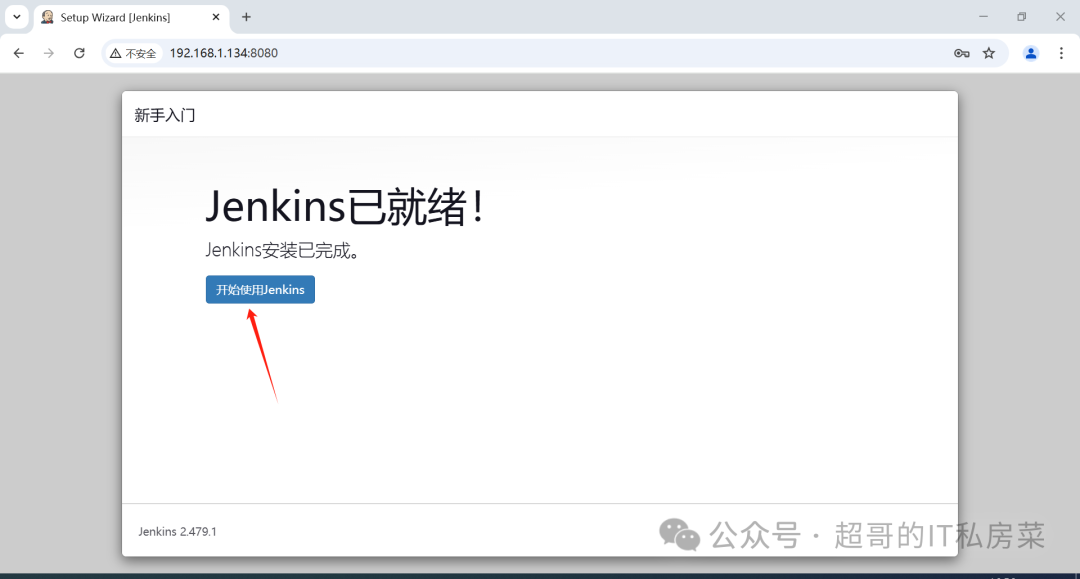 Setup Wizard [Jenkins]
不安全
192.168.1.134:8080
新手入门
Jenkins已就绪！
Jenkins安装已完成。
开始使用Jenkins
Jenkins 2.479.1
公众号 · 超哥的IT私房菜